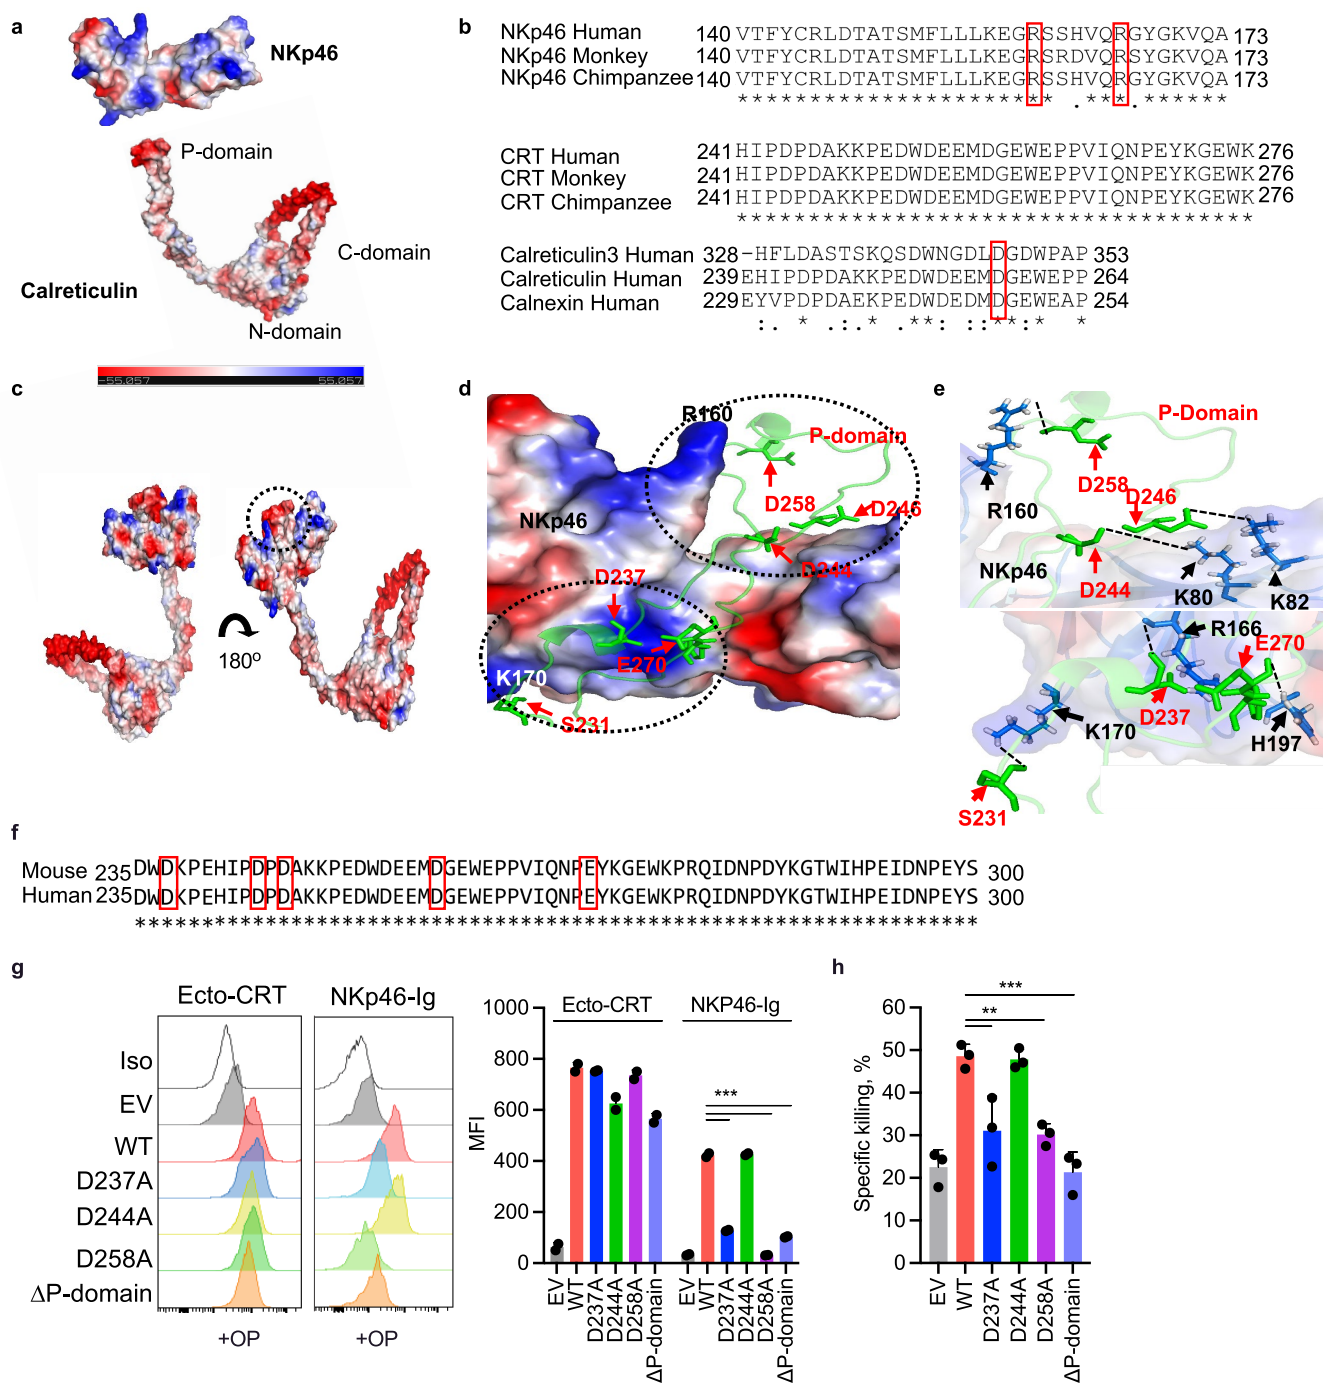 a
NKp46
P-domain
C-domain
Calreticulin
N-domain
-55.057 55.057
b
NKp46 Human 140 VTFYCRLDTATSMFLLLKEGRSSHVQRGYGKVQA 173
NKp46 Monkey 140 VTFYCRLDTATSMFLLLKEGRSRDVQRSYGKVQA 173
NKp46 Chimpanzee 140 VTFYCRLDTATSMFLLLKEGRSSHVQRGYGKVQA 173
********************** .***.******
CRT Human 241 HIPDPDAKKPEDWDEEMDGEWEPPVIQNPEYKGEWK 276
CRT Monkey 241 HIPDPDAKKPEDWDEEMDGEWEPPVIQNPEYKGEWK 276
CRT Chimpanzee 241 HIPDPDAKKPEDWDEEMDGEWEPPVIQNPEYKGEWK 276
************************************
Calreticulin3 Human 328 -HFLDASTSKQSDWNGDLDGDWPAP 353
Calreticulin Human 239 EHIPDPDAKKPEDWDEEMDGEWEPP 264
Calnexin Human 229 EYVPDPDAEKPEDWDEDMDGEWEAP 254
:. * .:. * .** :: **:* *
c
180º
d
R160
P-domain
D258
D246
NKp46
D244
D237
E270
K170
S231
e
P-Domain
D258
D246
R160
NKp46
D244
K80
K82
R166
E270
D237
K170
H197
S231
f
Mouse 235 DWDKPEHIPDPDAKKPEDWDEEMDGEWEPPVIQNPEYKGEWKPRQIDNPDYKGTWIHPEIDNPEYS 300
Human 235 DWDKPEHIPDPDAKKPEDWDEEMDGEWEPPVIQNPEYKGEWKPRQIDNPDYKGTWIHPEIDNPEYS 300
******************************************************************
g
Ecto-CRT NKp46-Ig
Iso
EV
WT
D237A
D244A
D258A
ΔP-domain
+OP +OP
MFI
1000
800
600
400
200
0
Ecto-CRT NKP46-Ig
***
EV WT D237A D244A D258A ΔP-domain EV WT D237A D244A D258A ΔP-domain
h
Specific killing, %
60
50
40
30
20
10
0
***
**
EV WT D237A D244A D258A ΔP-domain